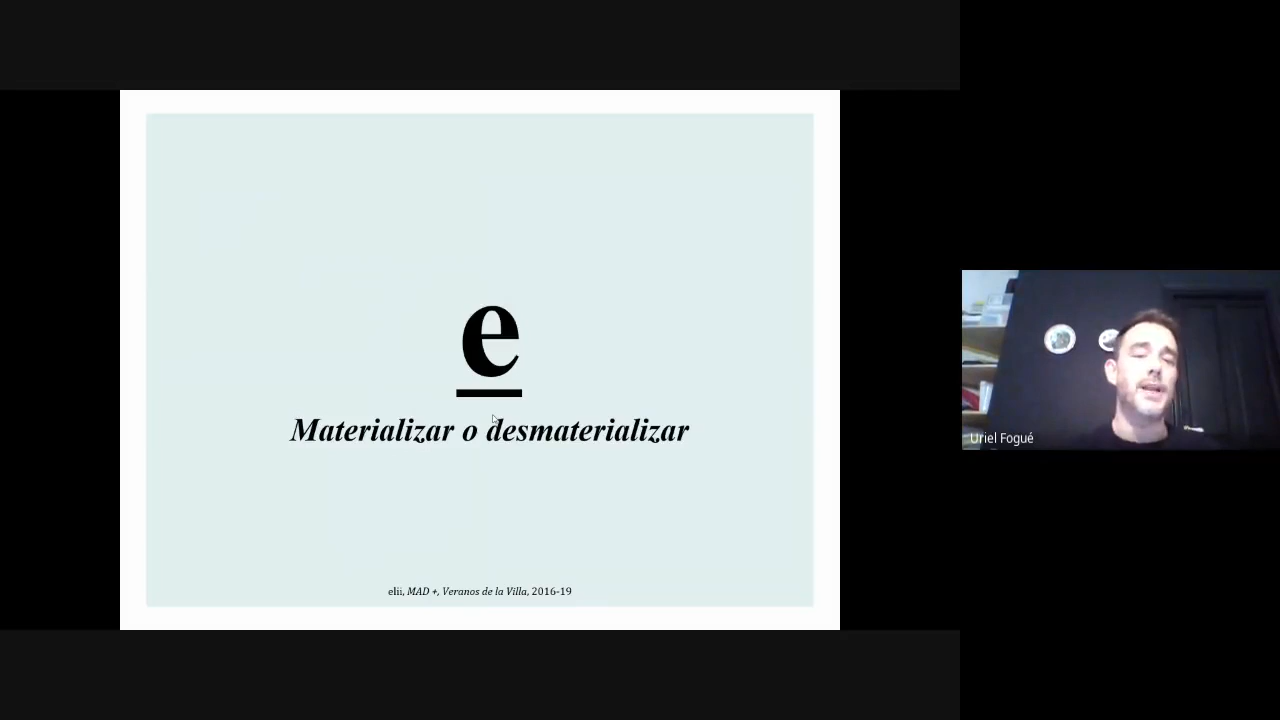 e
Materializar o desmaterializar
elii, MAD +, Veranos de la Villa, 2016-19
Uriel Fogué